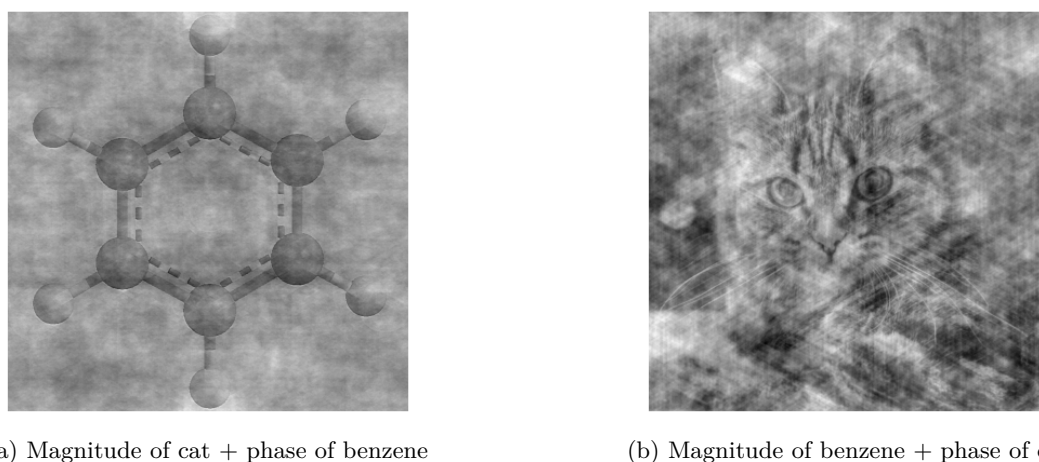 a) Magnitude of cat + phase of benzene
(b) Magnitude of benzene + phase of